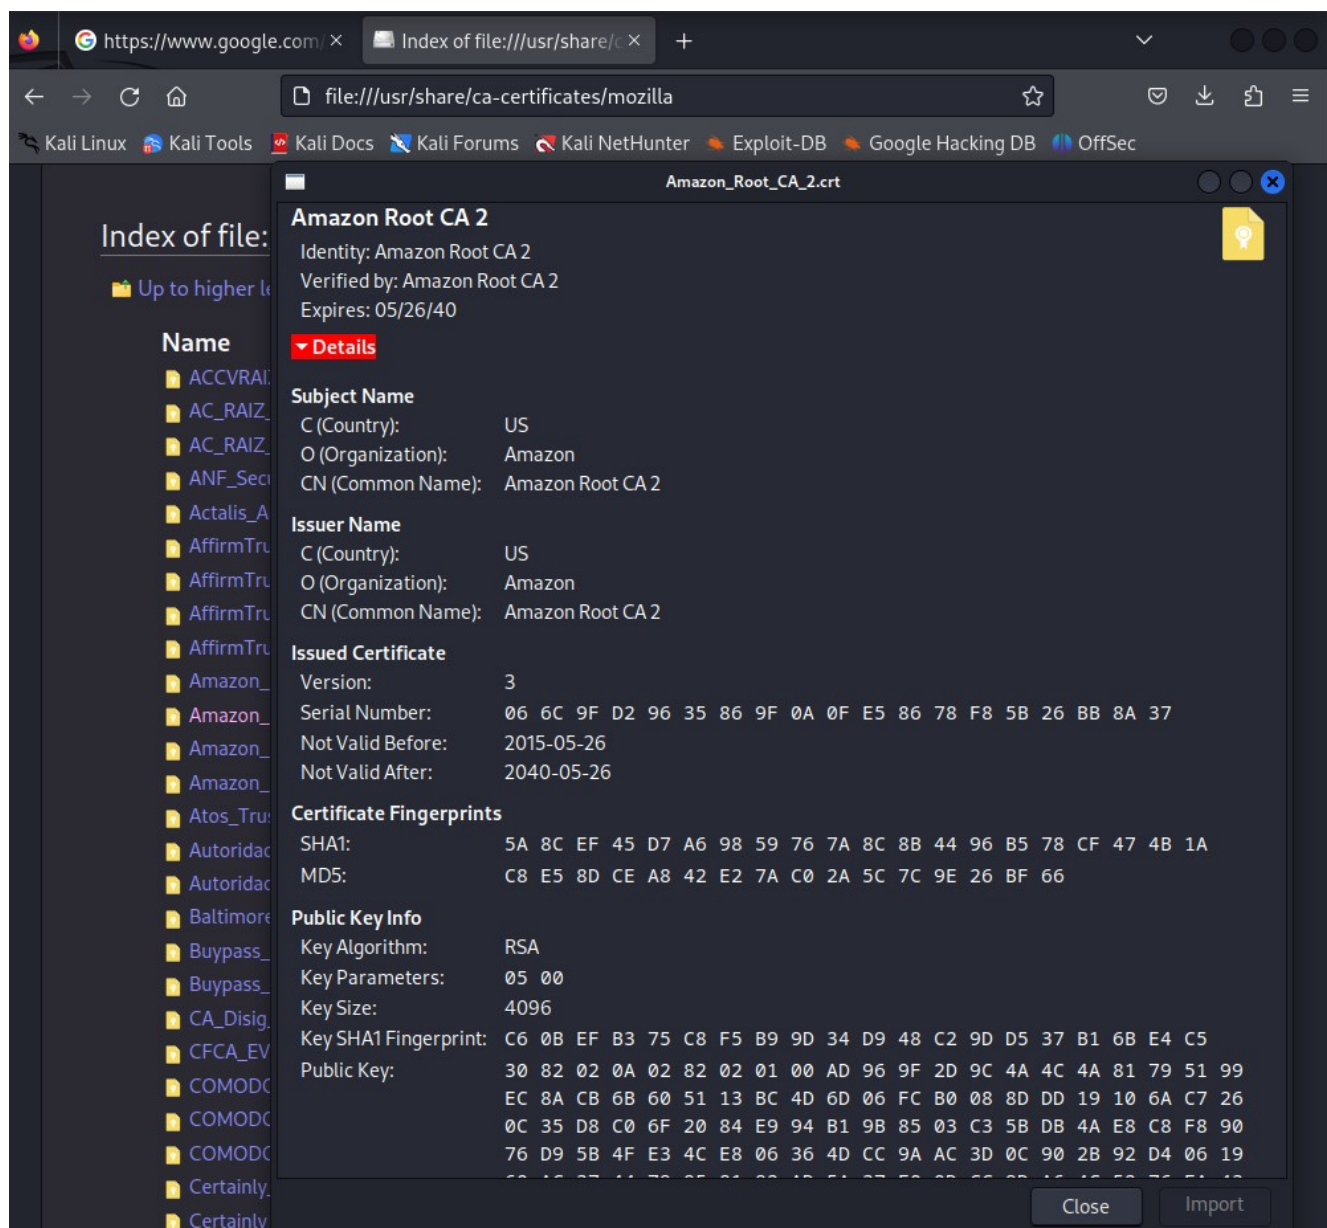 https://www.google.com/
Index of file:///usr/share/c
file:///usr/share/ca-certificates/mozilla
Kali Linux Kali Tools Kali Docs Kali Forums Kali NetHunter Exploit-DB Google Hacking DB OffSec
Amazon_Root_CA_2.crt
Index of file:
Up to higher le
Name
ACCVRAI
AC_RAIZ_
AC_RAIZ_
ANF_Secu
Actalis_A
AffirmTru
AffirmTru
AffirmTru
AffirmTru
Amazon_
Amazon_
Amazon_
Amazon_
Atos_Trus
Autoridad
Autoridad
Baltimore
Buypass_
Buypass_
CA_Disig_
CFCA_EV
COMODO
COMODO
COMODO
Certainly_
Certainly
Amazon Root CA 2
Identity: Amazon Root CA 2
Verified by: Amazon Root CA 2
Expires: 05/26/40
Details
Subject Name
C (Country): US
O (Organization): Amazon
CN (Common Name): Amazon Root CA 2
Issuer Name
C (Country): US
O (Organization): Amazon
CN (Common Name): Amazon Root CA 2
Issued Certificate
Version: 3
Serial Number: 06 6C 9F D2 96 35 86 9F 0A 0F E5 86 78 F8 5B 26 BB 8A 37
Not Valid Before: 2015-05-26
Not Valid After: 2040-05-26
Certificate Fingerprints
SHA1: 5A 8C EF 45 D7 A6 98 59 76 7A 8C 8B 44 96 B5 78 CF 47 4B 1A
MD5: C8 E5 8D CE A8 42 E2 7A C0 2A 5C 7C 9E 26 BF 66
Public Key Info
Key Algorithm: RSA
Key Parameters: 05 00
Key Size: 4096
Key SHA1 Fingerprint: C6 0B EF B3 75 C8 F5 B9 9D 34 D9 48 C2 9D D5 37 B1 6B E4 C5
Public Key: 30 82 02 0A 02 82 02 01 00 AD 96 9F 2D 9C 4A 4C 4A 81 79 51 99
EC 8A CB 6B 60 51 13 BC 4D 6D 06 FC B0 08 8D DD 19 10 6A C7 26
0C 35 D8 C0 6F 20 84 E9 94 B1 9B 85 03 C3 5B DB 4A E8 C8 F8 90
76 D9 5B 4F E3 4C E8 06 36 4D CC 9A AC 3D 0C 90 2B 92 D4 06 19
Close
Import